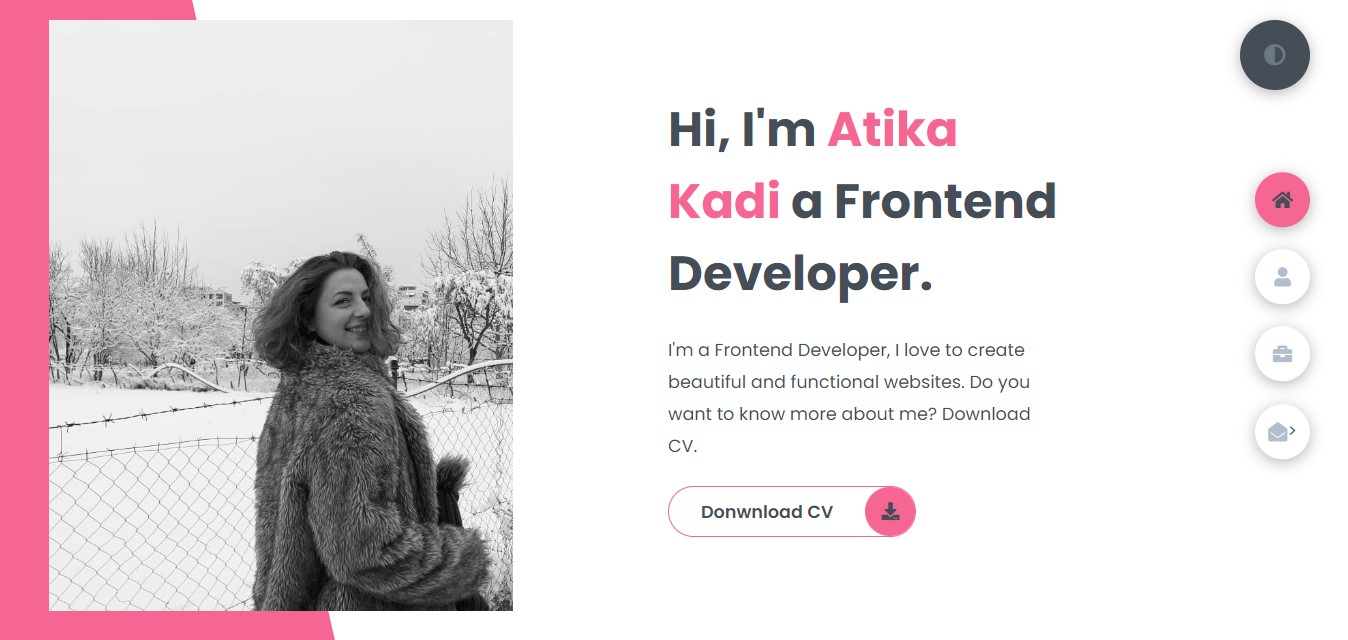 Hi, I'm Atika
Kadi a Frontend
Developer.
I'm a Frontend Developer, I love to create
beautiful and functional websites. Do you
want to know more about me? Download
CV.
Donwnload CV
>